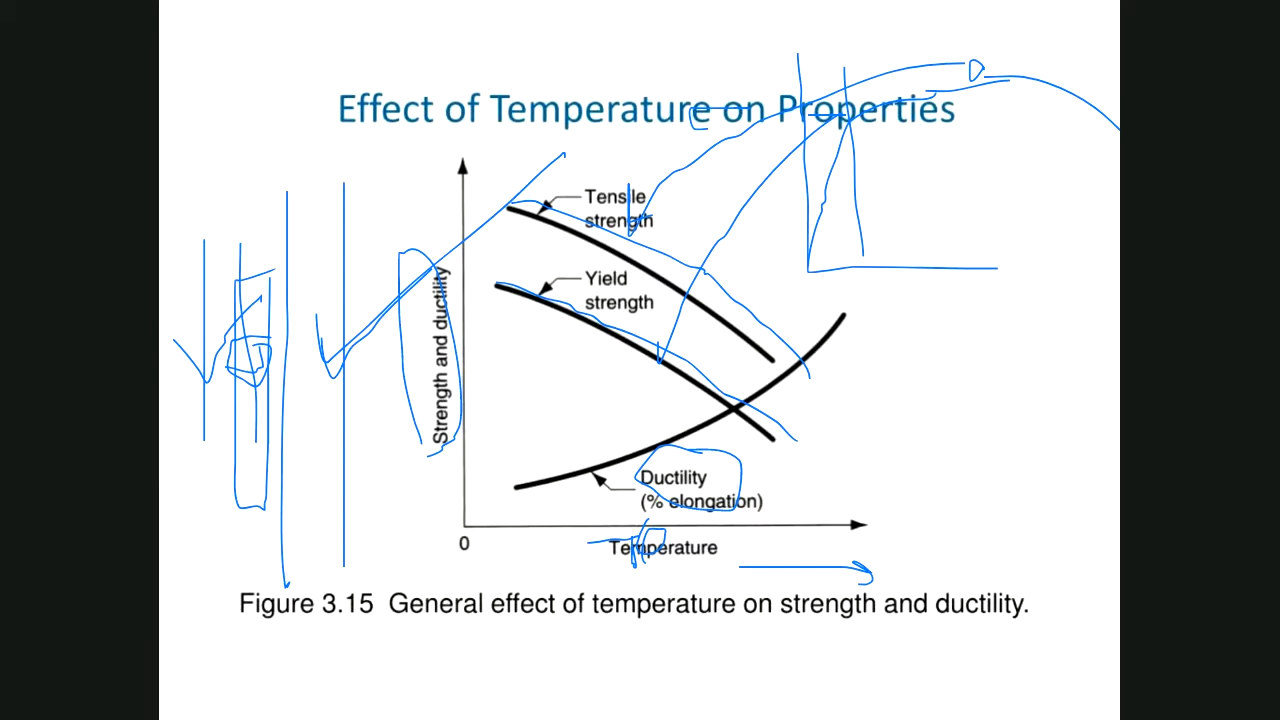 Effect of Temperature on Properties
Tensile
strength
Yield
strength
Strength and ductility
Ductility
(% elongation)
0
Temperature
Figure 3.15 General effect of temperature on strength and ductility.